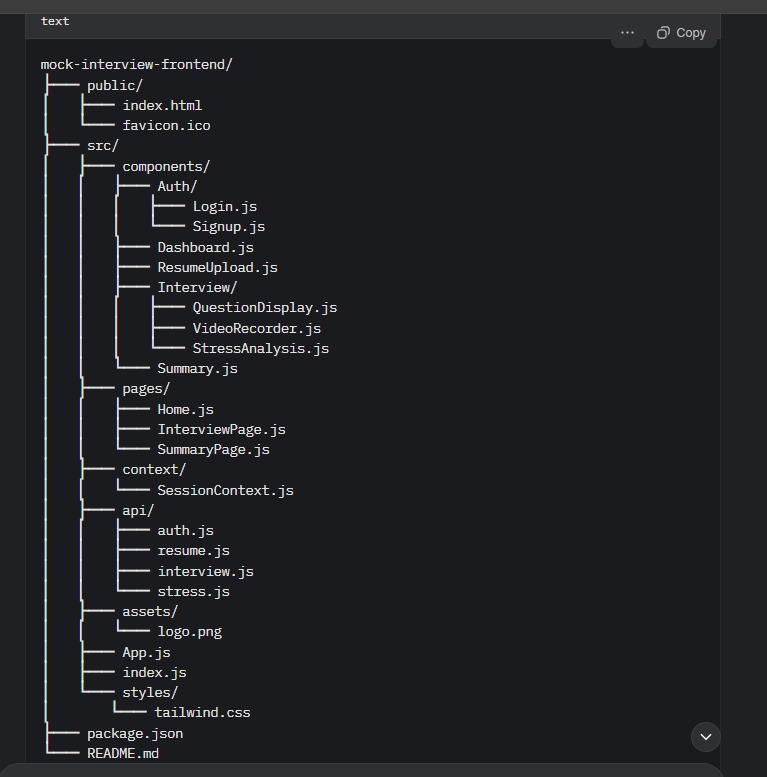 text
Copy
mock-interview-frontend/
├── public/
│   ├── index.html
│   └── favicon.ico
├── src/
│   ├── components/
│   │   ├── Auth/
│   │   │   ├── Login.js
│   │   │   └── Signup.js
│   │   ├── Dashboard.js
│   │   ├── ResumeUpload.js
│   │   ├── Interview/
│   │   │   ├── QuestionDisplay.js
│   │   │   ├── VideoRecorder.js
│   │   │   └── StressAnalysis.js
│   │   └── Summary.js
│   ├── pages/
│   │   ├── Home.js
│   │   ├── InterviewPage.js
│   │   └── SummaryPage.js
│   ├── context/
│   │   └── SessionContext.js
│   ├── api/
│   │   ├── auth.js
│   │   ├── resume.js
│   │   ├── interview.js
│   │   └── stress.js
│   ├── assets/
│   │   └── logo.png
│   ├── App.js
│   ├── index.js
│   └── styles/
│       └── tailwind.css
├── package.json
└── README.md